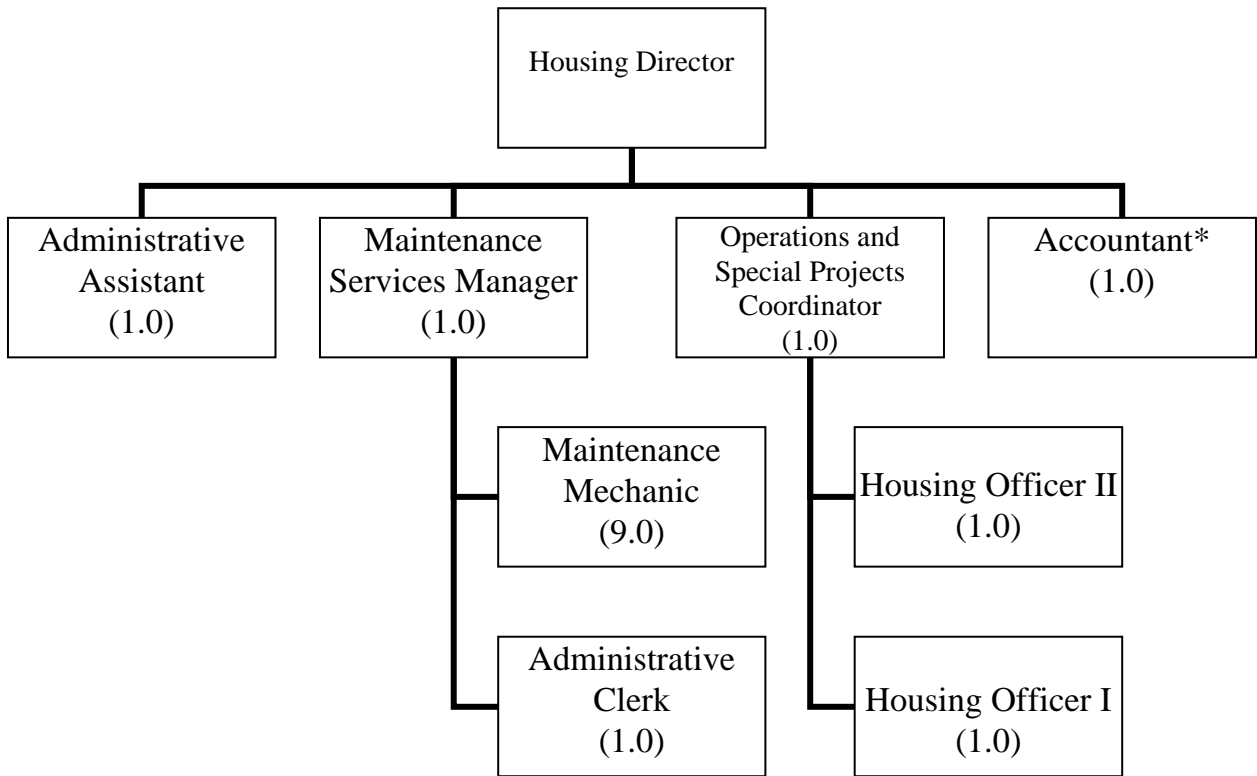 Housing Director
Administrative
Assistant
(1.0)
Maintenance
Services Manager
(1.0)
Operations and
Special Projects
Coordinator
(1.0)
Accountant*
(1.0)
Maintenance
Mechanic
(9.0)
Housing Officer II
(1.0)
Administrative
Clerk
(1.0)
Housing Officer I
(1.0)